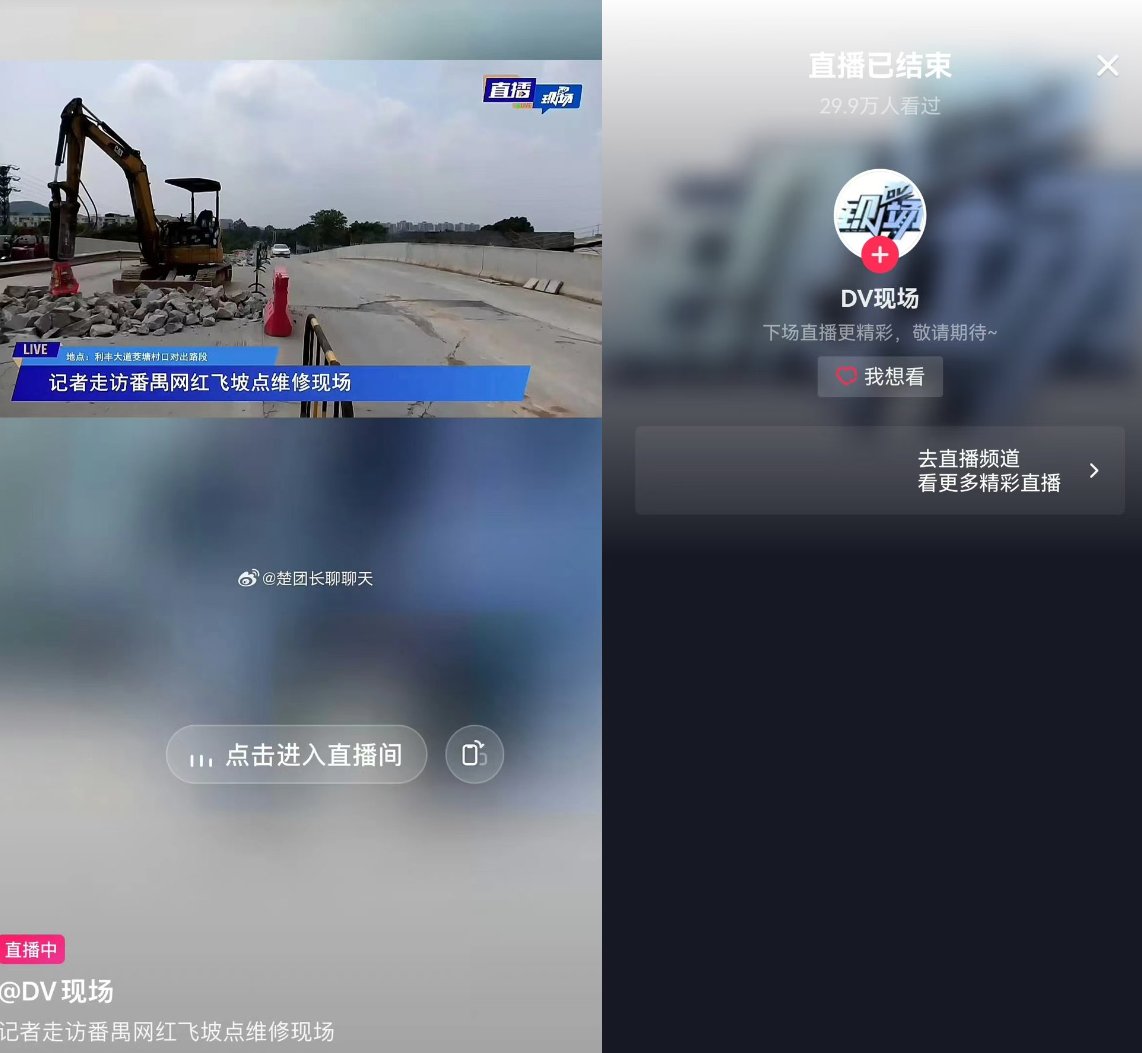 直播
LIVE
DV
现场
CAT
LIVE
地点：利丰大道蔆塘村口对出路段
记者走访番禺网红飞坡点维修现场
@楚团长聊聊天
点击进入直播间
直播中
@DV现场
记者走访番禺网红飞坡点维修现场
直播已结束
29.9万人看过
DV
现场
DV现场
下场直播更精彩，敬请期待~
我想看
去直播频道
看更多精彩直播